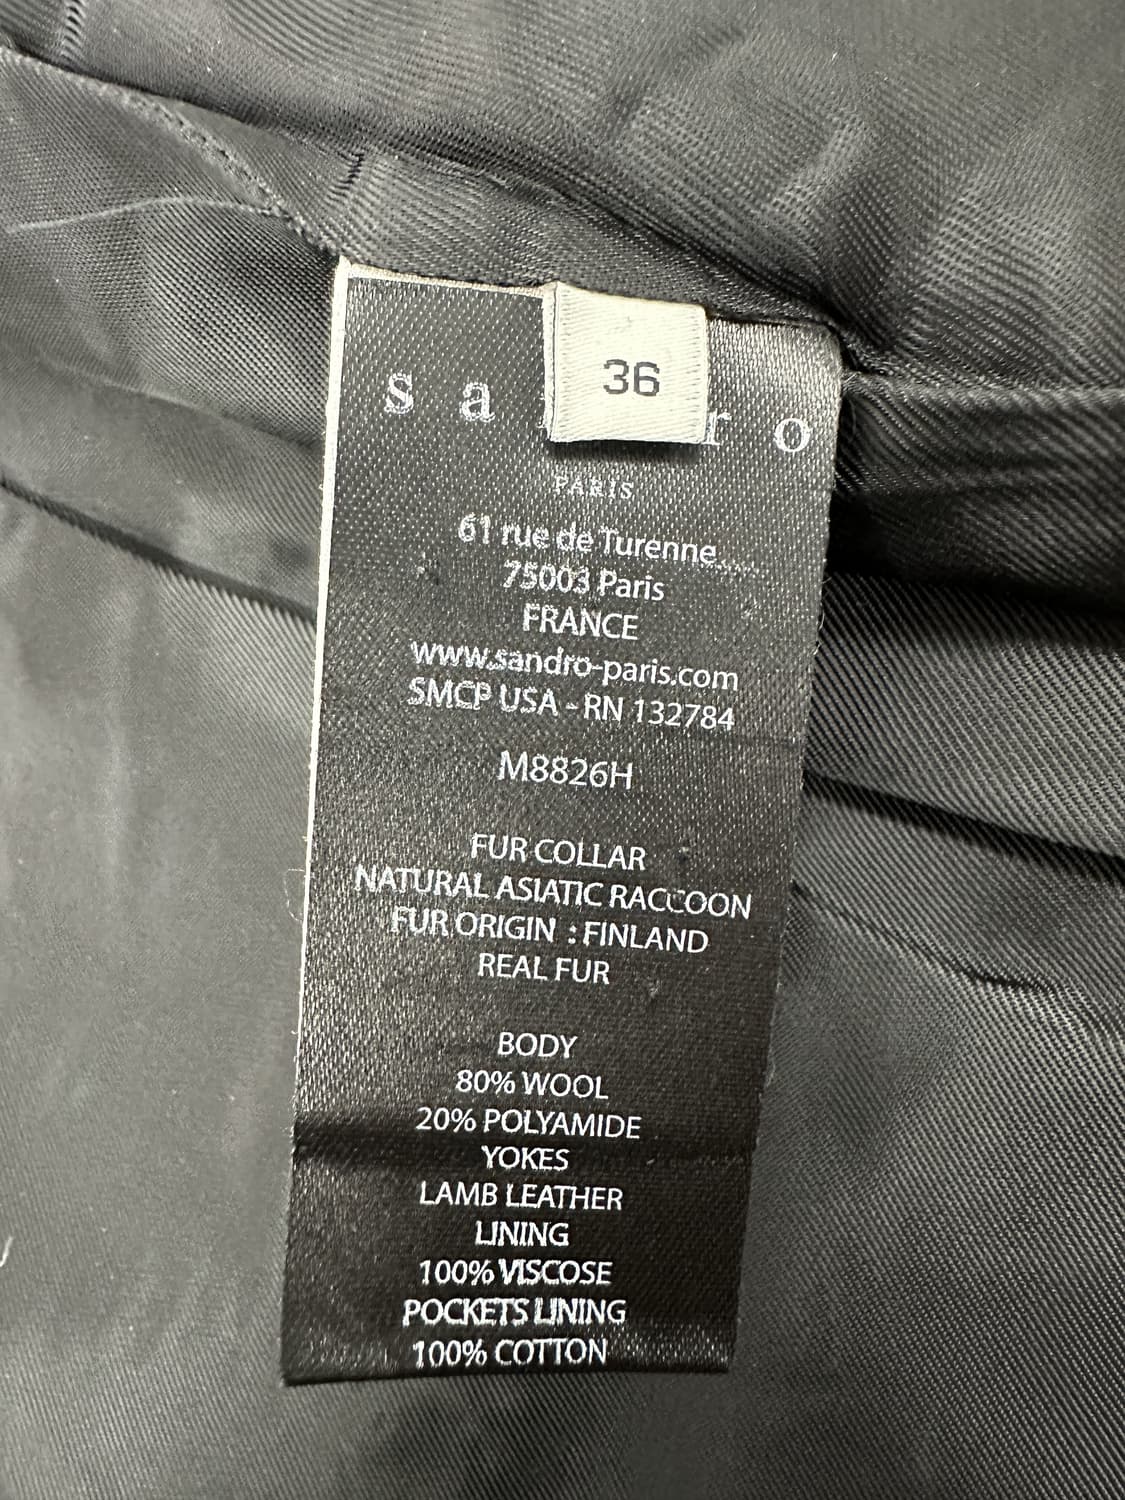 36
sa ro
PARIS
61 rue de Turenne
75003 Paris
FRANCE
www.sandro-paris.com
SMCP USA - RN 132784
M8826H
FUR COLLAR
NATURAL ASIATIC RACCOON
FUR ORIGIN : FINLAND
REAL FUR
BODY
80% WOOL
20% POLYAMIDE
YOKES
LAMB LEATHER
LINING
100% VISCOSE
POCKETS LINING
100% COTTON